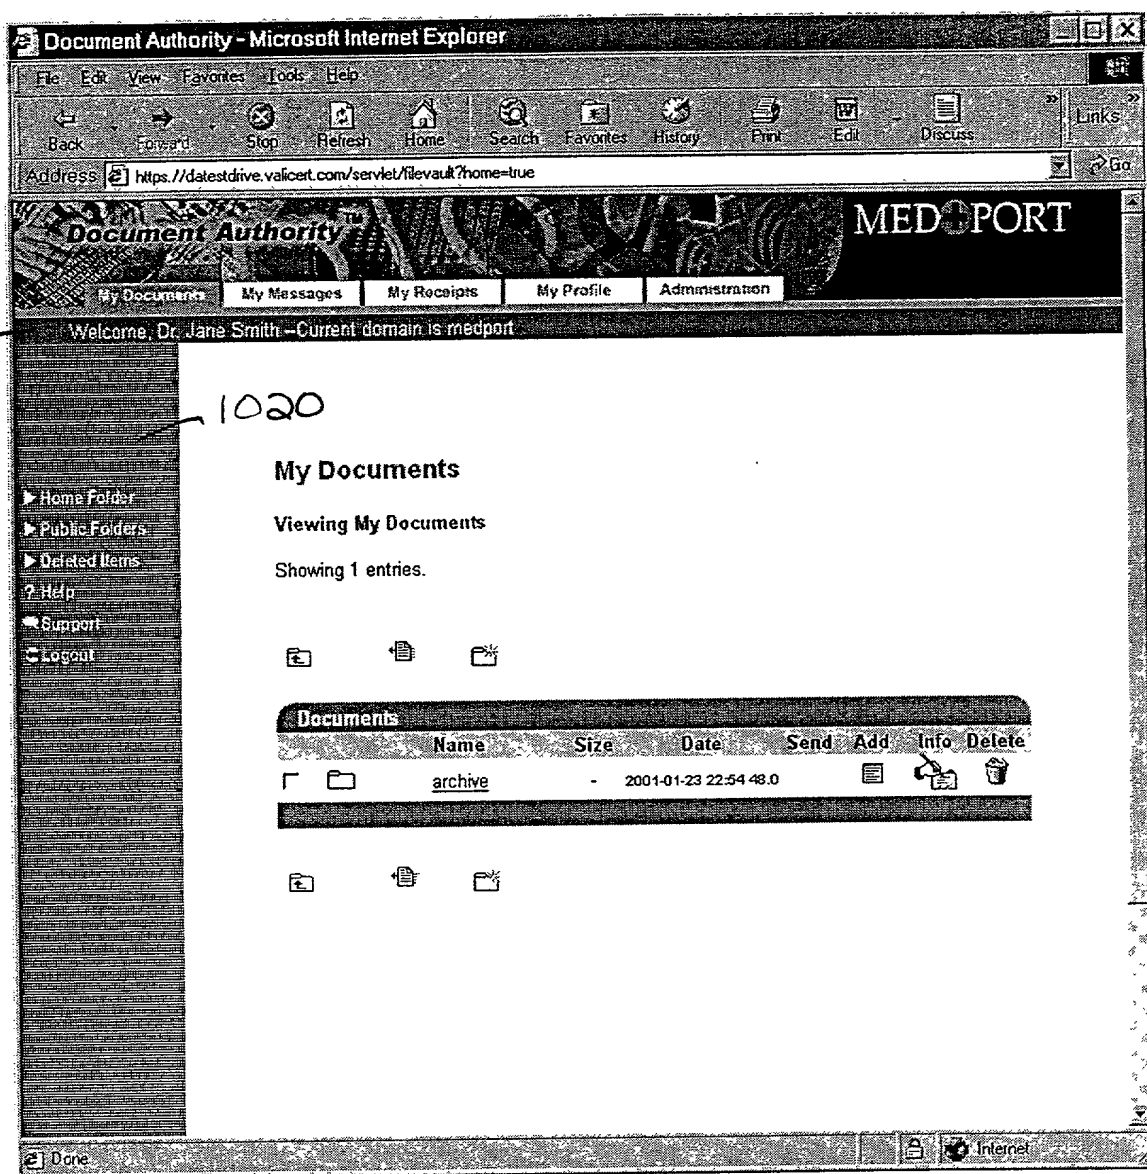 Document Authority - Microsoft Internet Explorer
File Edit View Favorites Tools Help
Back Forward Stop Refresh Home Search Favorites History Print Edit Discuss » Links »
Address https://datestdrive.valicert.com/servlet/filevault?home=true Go
Document Authority™ MED PORT
My Documents My Messages My Receipts My Profile Administration
Welcome, Dr. Jane Smith –Current domain is medport
1020
My Documents
Home Folder
Public Folders
Viewing My Documents
Deleted Items
Showing 1 entries.
? Help
Support
Logout
Documents
Name Size Date Send Add Info Delete
archive - 2001-01-23 22:54 48.0
Done Internet